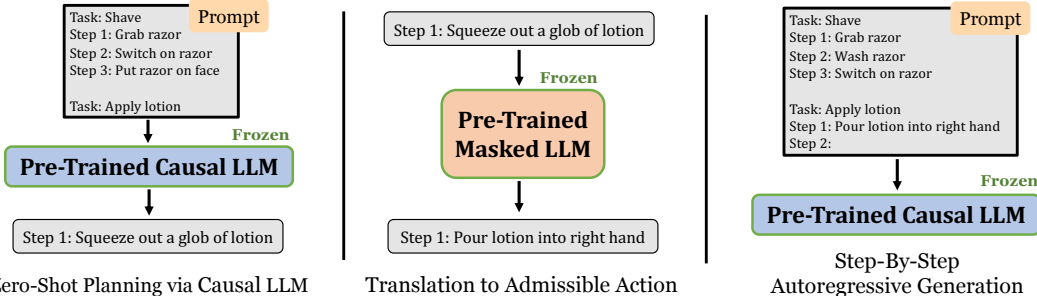 Prompt
Task: Shave
Step 1: Grab razor
Step 2: Switch on razor
Step 3: Put razor on face
Task: Apply lotion
Frozen
Pre-Trained Causal LLM
Step 1: Squeeze out a glob of lotion
Zero-Shot Planning via Causal LLM
Step 1: Squeeze out a glob of lotion
Frozen
Pre-Trained
Masked LLM
Step 1: Pour lotion into right hand
Translation to Admissible Action
Prompt
Task: Shave
Step 1: Grab razor
Step 2: Wash razor
Step 3: Switch on razor
Task: Apply lotion
Step 1: Pour lotion into right hand
Step 2:
Frozen
Pre-Trained Causal LLM
Step-By-Step
Autoregressive Generation